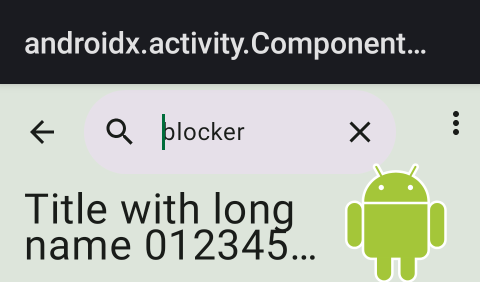 androidx.activity.Component…
blocker
Title with long
name 012345…